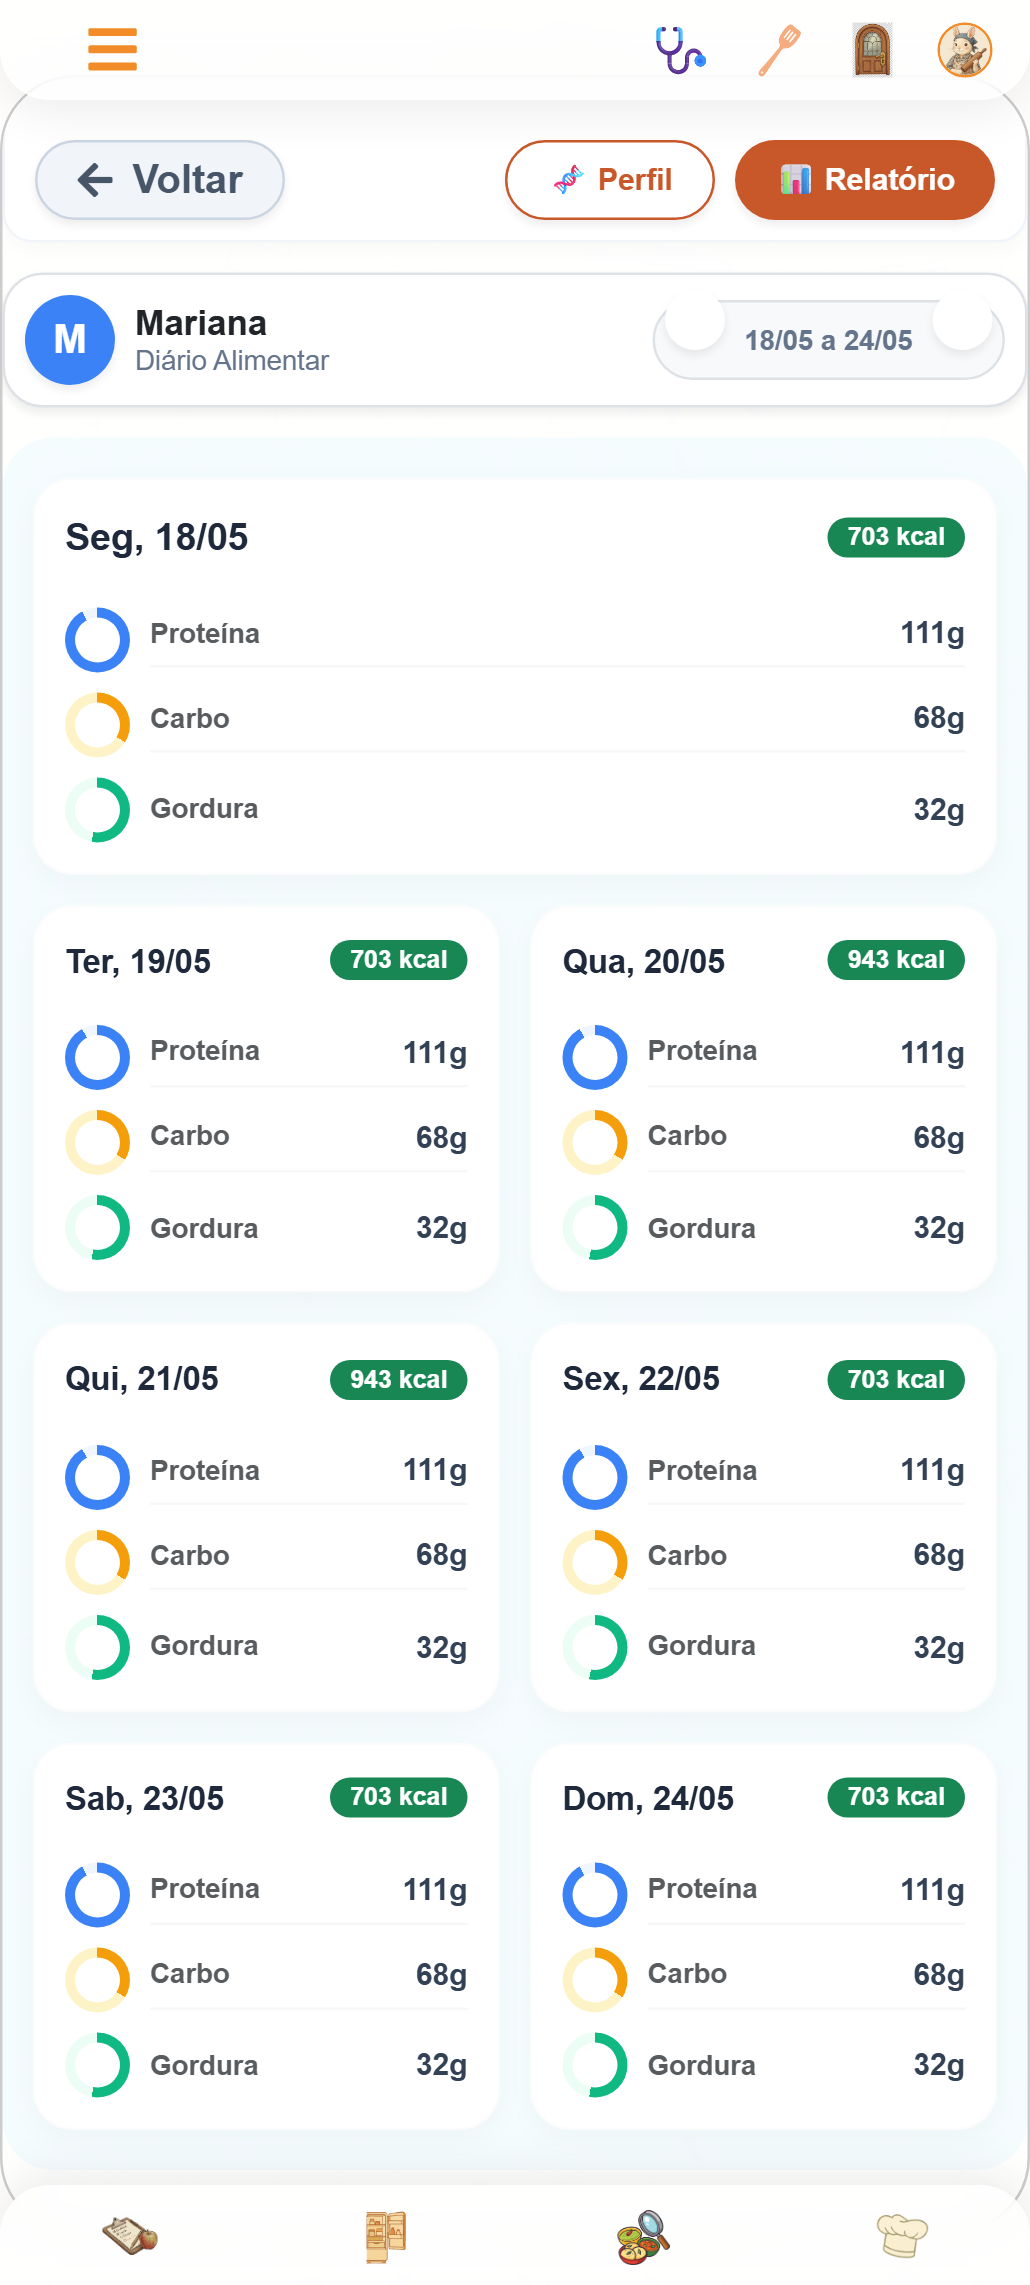 Voltar
Perfil
Relatório
M
Mariana
Diário Alimentar
18/05 a 24/05
Seg, 18/05
703 kcal
Proteína
111g
Carbo
68g
Gordura
32g
Ter, 19/05
703 kcal
Proteína
111g
Carbo
68g
Gordura
32g
Qua, 20/05
943 kcal
Proteína
111g
Carbo
68g
Gordura
32g
Qui, 21/05
943 kcal
Proteína
111g
Carbo
68g
Gordura
32g
Sex, 22/05
703 kcal
Proteína
111g
Carbo
68g
Gordura
32g
Sab, 23/05
703 kcal
Proteína
111g
Carbo
68g
Gordura
32g
Dom, 24/05
703 kcal
Proteína
111g
Carbo
68g
Gordura
32g